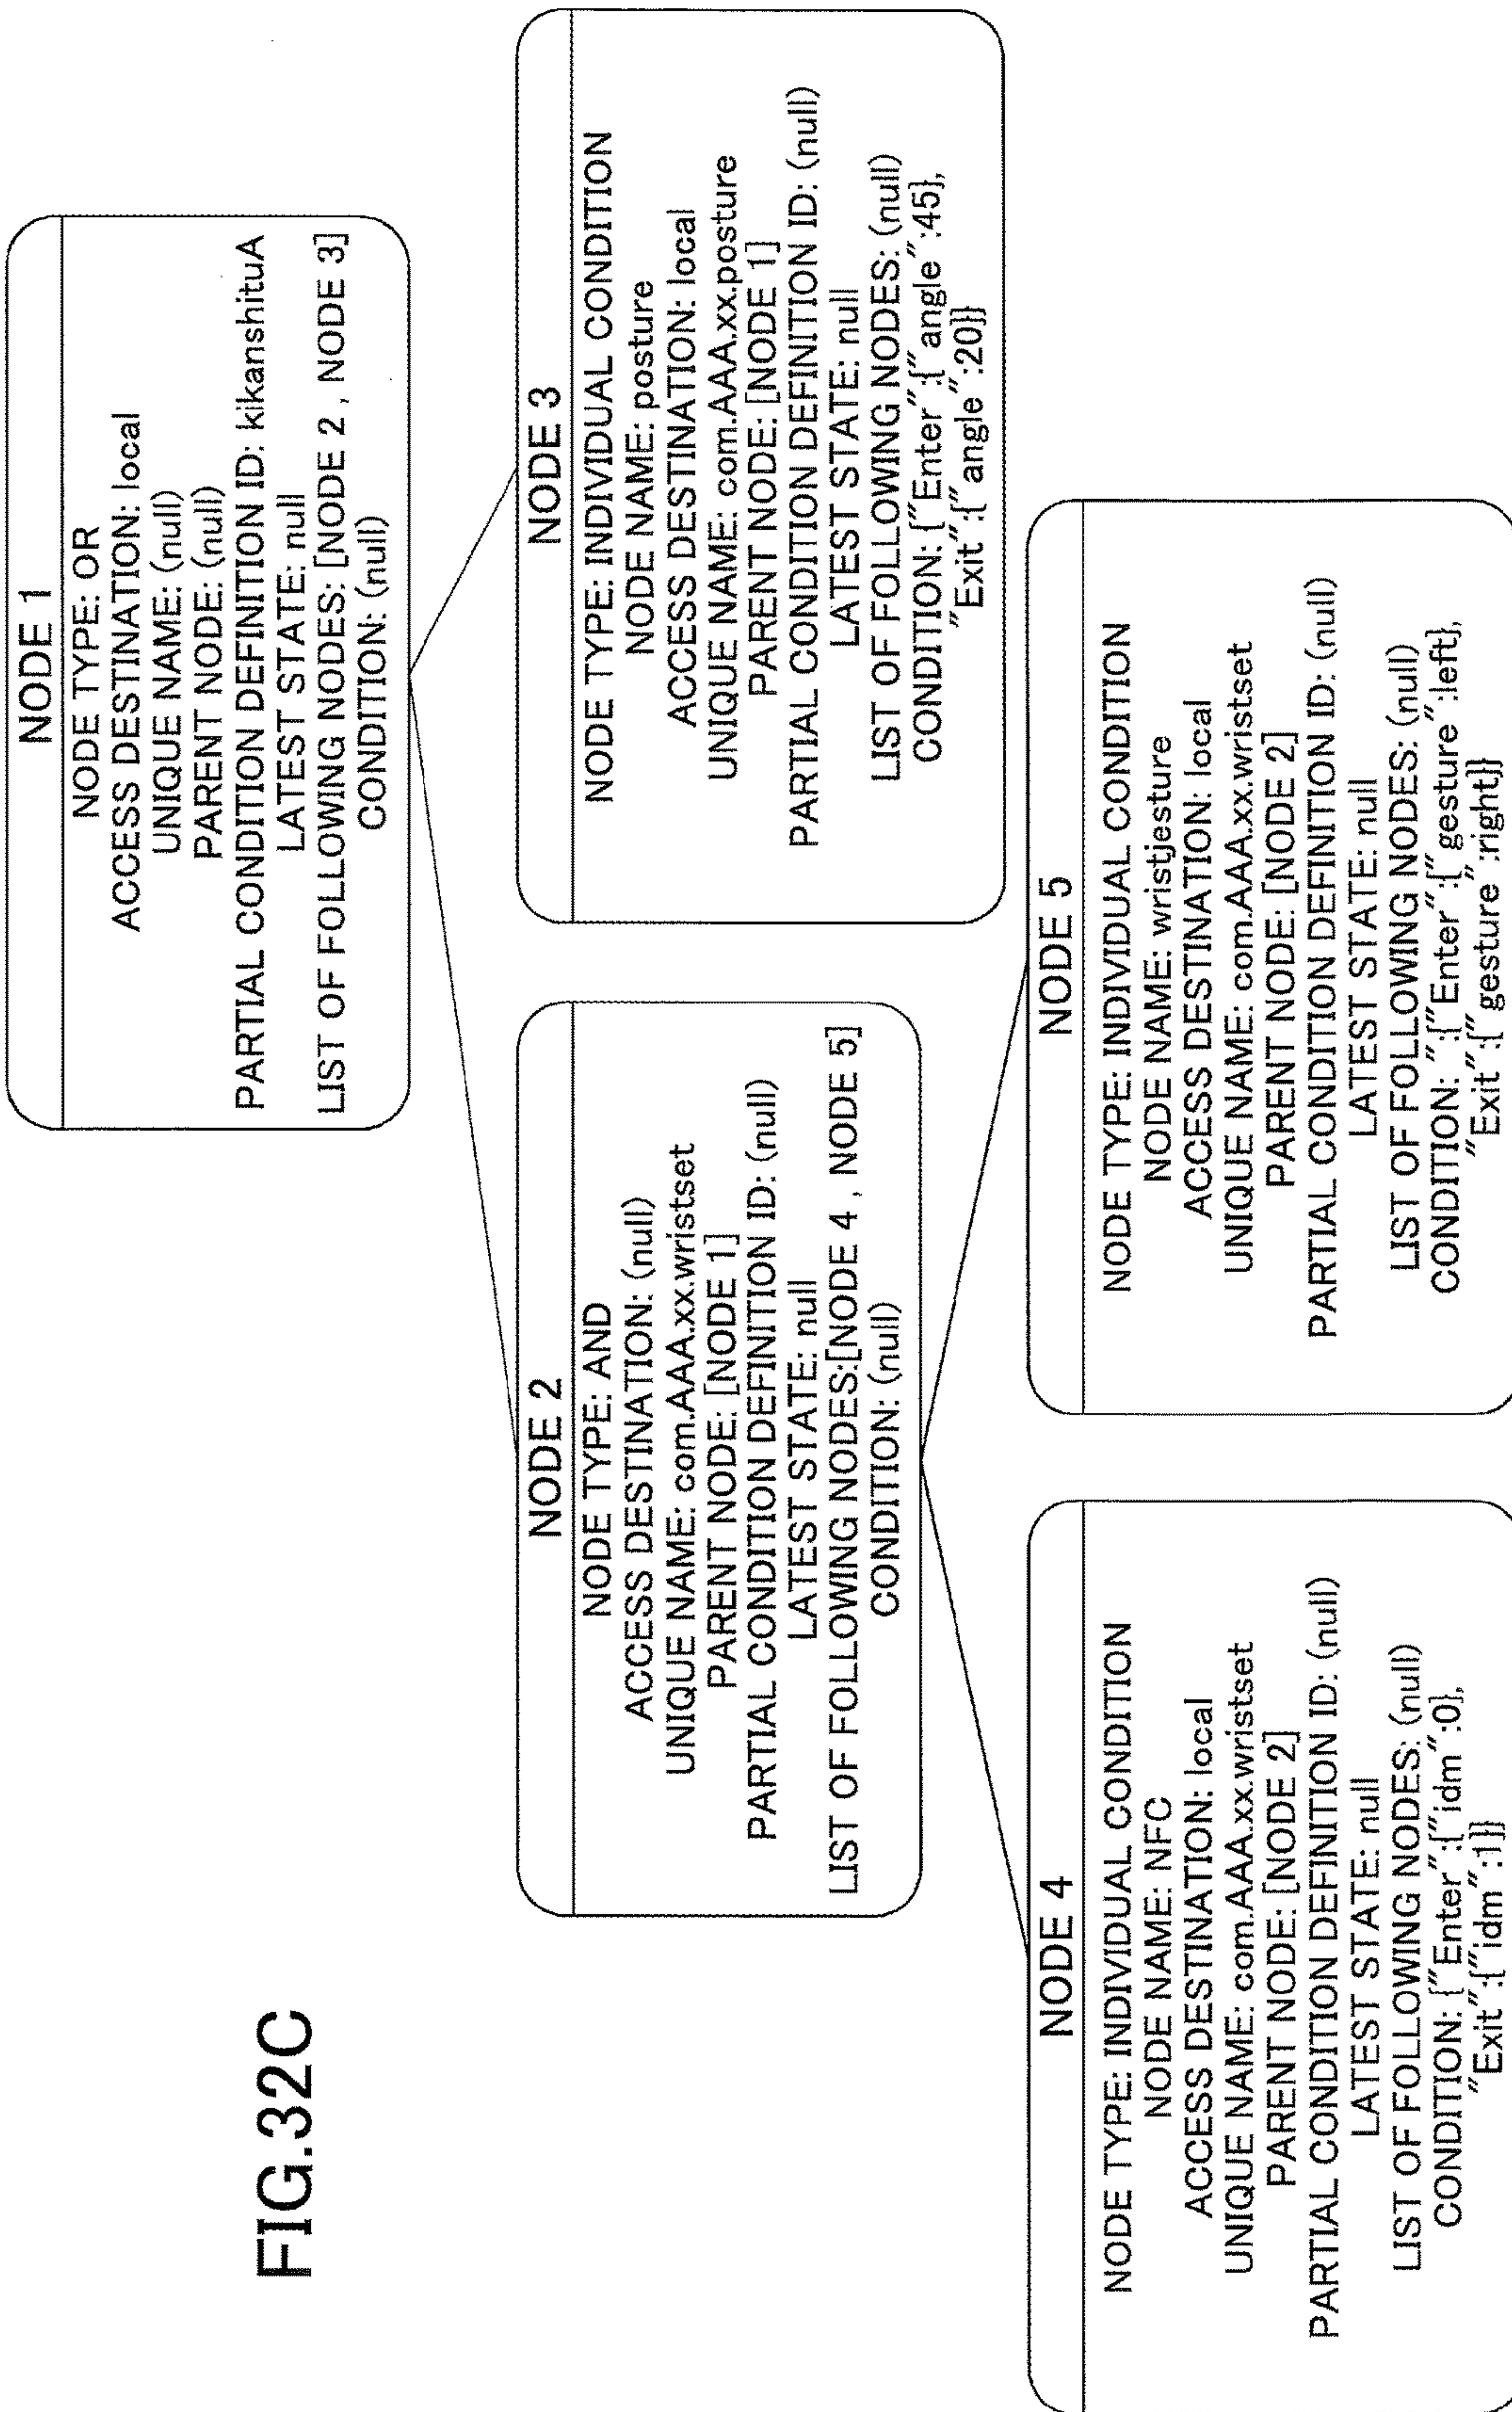 FIG.32C
NODE 1
NODE TYPE: OR
ACCESS DESTINATION: local
UNIQUE NAME: (null)
PARENT NODE: (null)
PARTIAL CONDITION DEFINITION ID: kikanshituA
LATEST STATE: null
LIST OF FOLLOWING NODES: [NODE 2 , NODE 3]
CONDITION: (null)
NODE 2
NODE TYPE: AND
ACCESS DESTINATION: (null)
UNIQUE NAME: com.AAA.xx.wristset
PARENT NODE: [NODE 1]
PARTIAL CONDITION DEFINITION ID: (null)
LATEST STATE: null
LIST OF FOLLOWING NODES:[NODE 4 , NODE 5]
CONDITION: (null)
NODE 3
NODE TYPE: INDIVIDUAL CONDITION
NODE NAME: posture
ACCESS DESTINATION: local
UNIQUE NAME: com.AAA.xx.posture
PARENT NODE: [NODE 1]
PARTIAL CONDITION DEFINITION ID: (null)
LATEST STATE: null
LIST OF FOLLOWING NODES: (null)
CONDITION: {"Enter":{"angle":45},
"Exit":{"angle":20}}
NODE 4
NODE TYPE: INDIVIDUAL CONDITION
NODE NAME: NFC
ACCESS DESTINATION: local
UNIQUE NAME: com.AAA.xx.wristset
PARENT NODE: [NODE 2]
PARTIAL CONDITION DEFINITION ID: (null)
LATEST STATE: null
LIST OF FOLLOWING NODES: (null)
CONDITION: {"Enter":{"idm":0},
"Exit":{"idm":1}}
NODE 5
NODE TYPE: INDIVIDUAL CONDITION
NODE NAME: wristjesture
ACCESS DESTINATION: local
UNIQUE NAME: com.AAA.xx.wristset
PARENT NODE: [NODE 2]
PARTIAL CONDITION DEFINITION ID: (null)
LATEST STATE: null
LIST OF FOLLOWING NODES: (null)
CONDITION: ":{"Enter":{"gesture":left},
"Exit":{"gesture":right}}